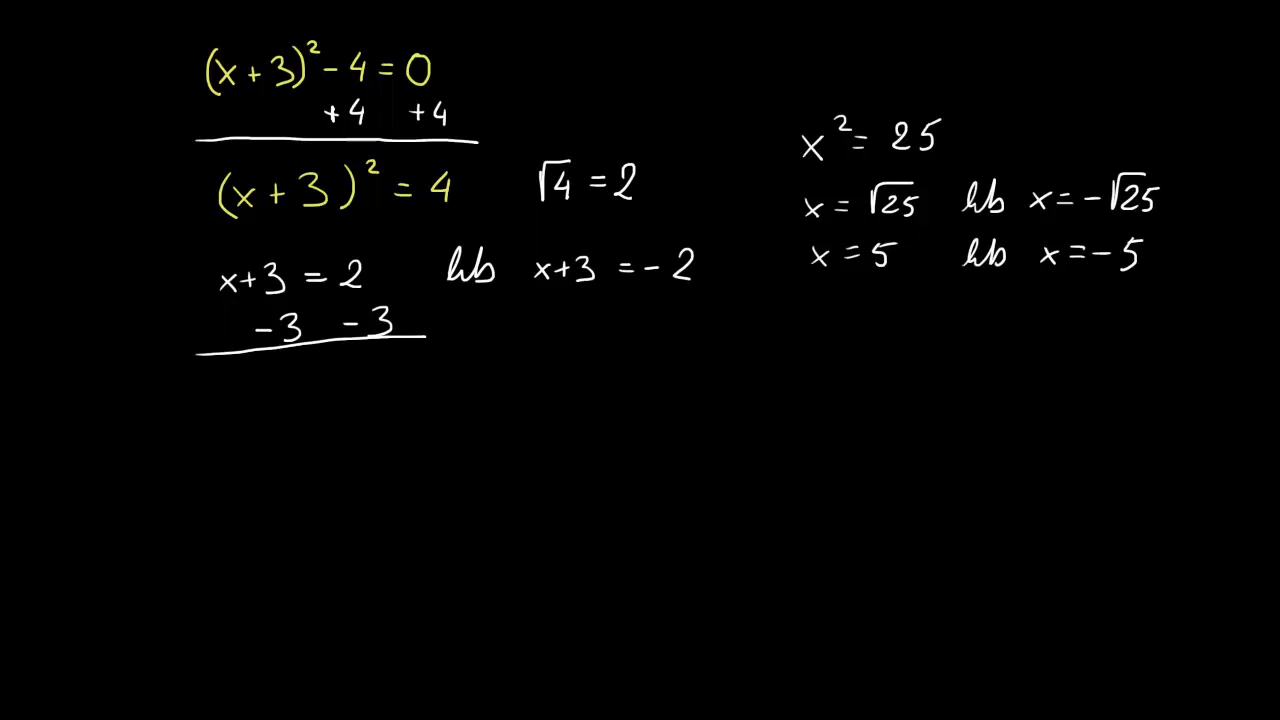 (x+3)² - 4 = 0
+4 +4
(x+3)² = 4
√4 = 2
x+3 = 2 lub x+3 = -2
-3 -3
x² = 25
x = √25 lub x = -√25
x = 5 lub x = -5